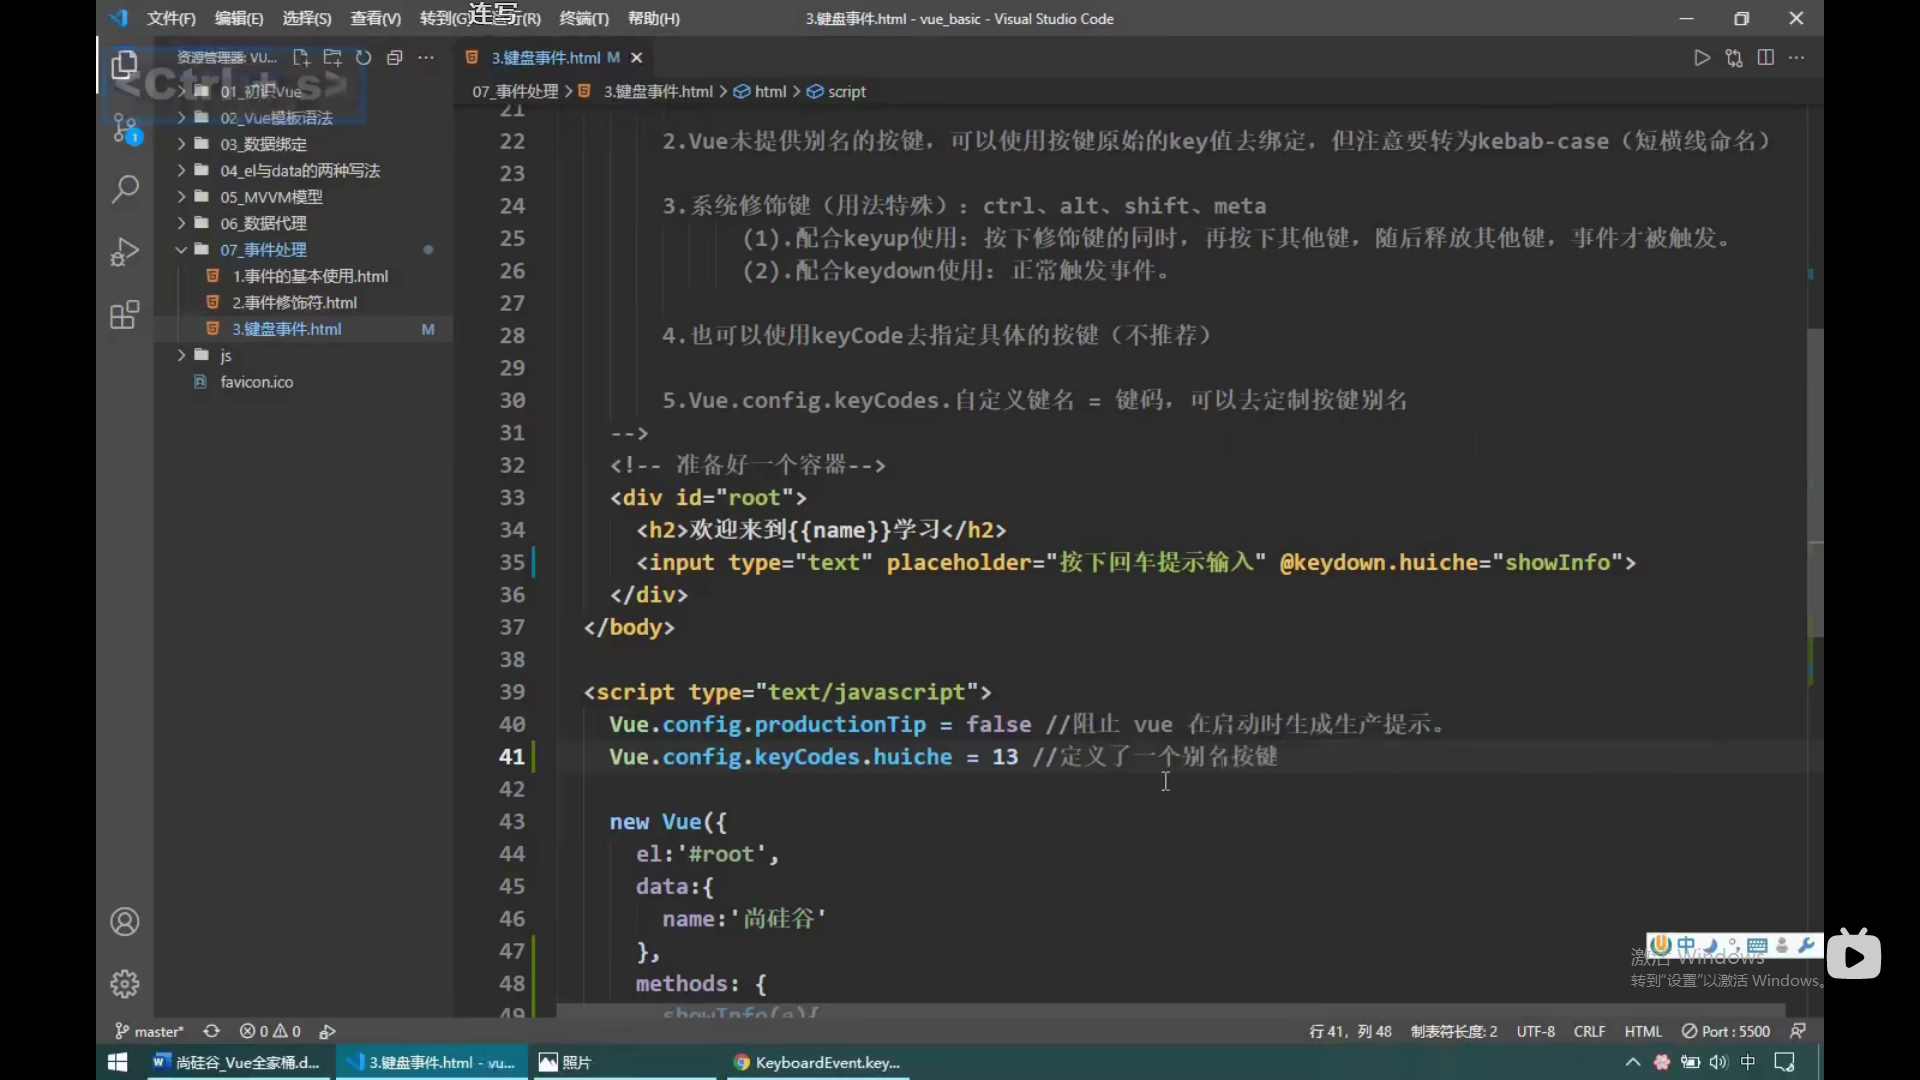 文件(F) 编辑(E) 选择(S) 查看(V) 转到(G) 连写 (R) 终端(T) 帮助(H)
3.键盘事件.html - vue_basic - Visual Studio Code
资源管理器: VU...
<Ctrl + s>
01_初识Vue
02_Vue模板语法
03_数据绑定
04_el与data的两种写法
05_MVVM模型
06_数据代理
07_事件处理
1.事件的基本使用.html
2.事件修饰符.html
3.键盘事件.html M
js
favicon.ico
1
3.键盘事件.html M
07_事件处理 > 3.键盘事件.html > html > script
21
22 2.Vue未提供别名的按键，可以使用按键原始的key值去绑定，但注意要转为kebab-case（短横线命名）
23
24 3.系统修饰键（用法特殊）：ctrl、alt、shift、meta
25 (1).配合keyup使用：按下修饰键的同时，再按下其他键，随后释放其他键，事件才被触发。
26 (2).配合keydown使用：正常触发事件。
27
28 4.也可以使用keyCode去指定具体的按键（不推荐）
29
30 5.Vue.config.keyCodes.自定义键名 = 键码，可以去定制按键别名
31 -->
32 <!-- 准备好一个容器-->
33 <div id="root">
34 <h2>欢迎来到{{name}}学习</h2>
35 <input type="text" placeholder="按下回车提示输入" @keydown.huiche="showInfo">
36 </div>
37 </body>
38
39 <script type="text/javascript">
40 Vue.config.productionTip = false //阻止 vue 在启动时生成生产提示。
41 Vue.config.keyCodes.huiche = 13 //定义了一个别名按键
42
43 new Vue({
44 el:'#root',
45 data:{
46 name:'尚硅谷'
47 },
48 methods: {
49 showInfo(e){
中
激活 Windows
转到"设置"以激活 Windows。
master* 0 0
行 41，列 48 制表符长度: 2 UTF-8 CRLF HTML Port : 5500
尚硅谷_Vue全家桶.d... 3.键盘事件.html - vu... 照片 KeyboardEvent.key... 中